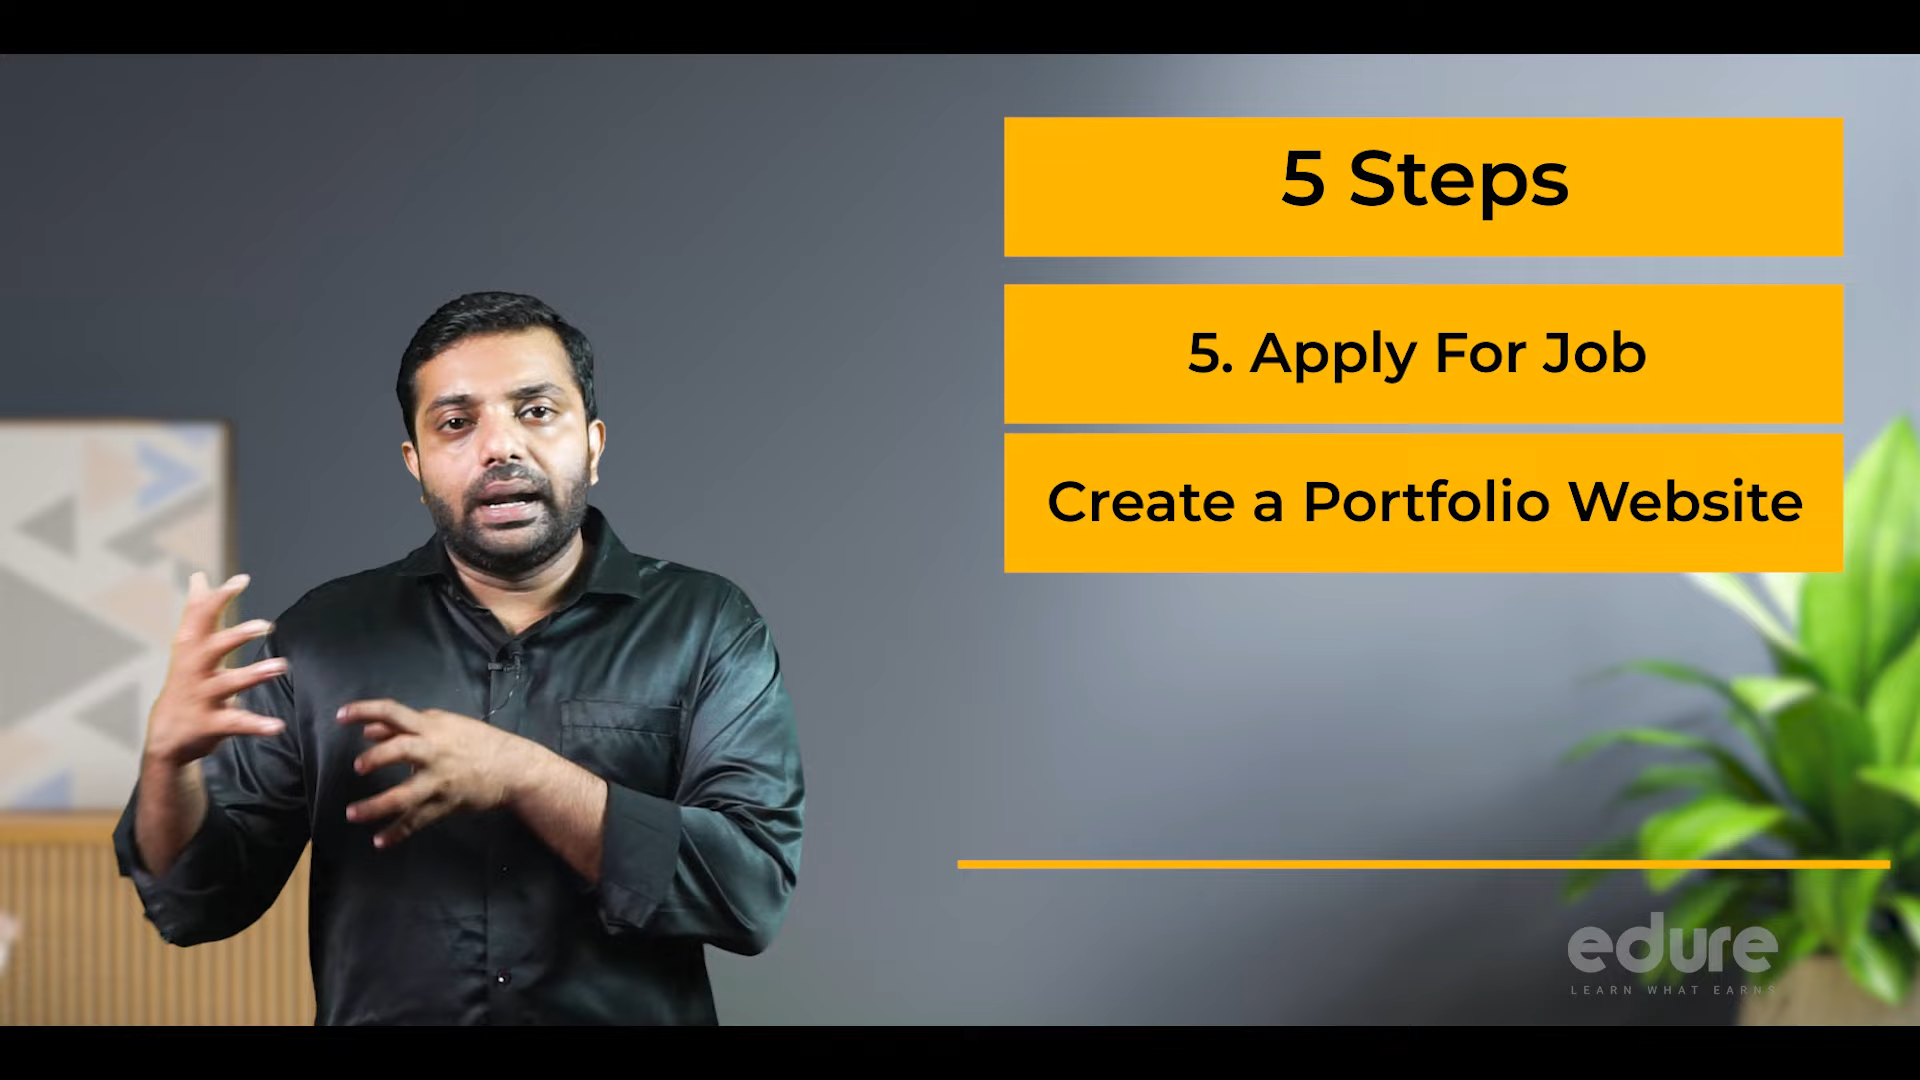 5 Steps
5. Apply For Job
Create a Portfolio Website
edure
LEARN WHAT EARNS